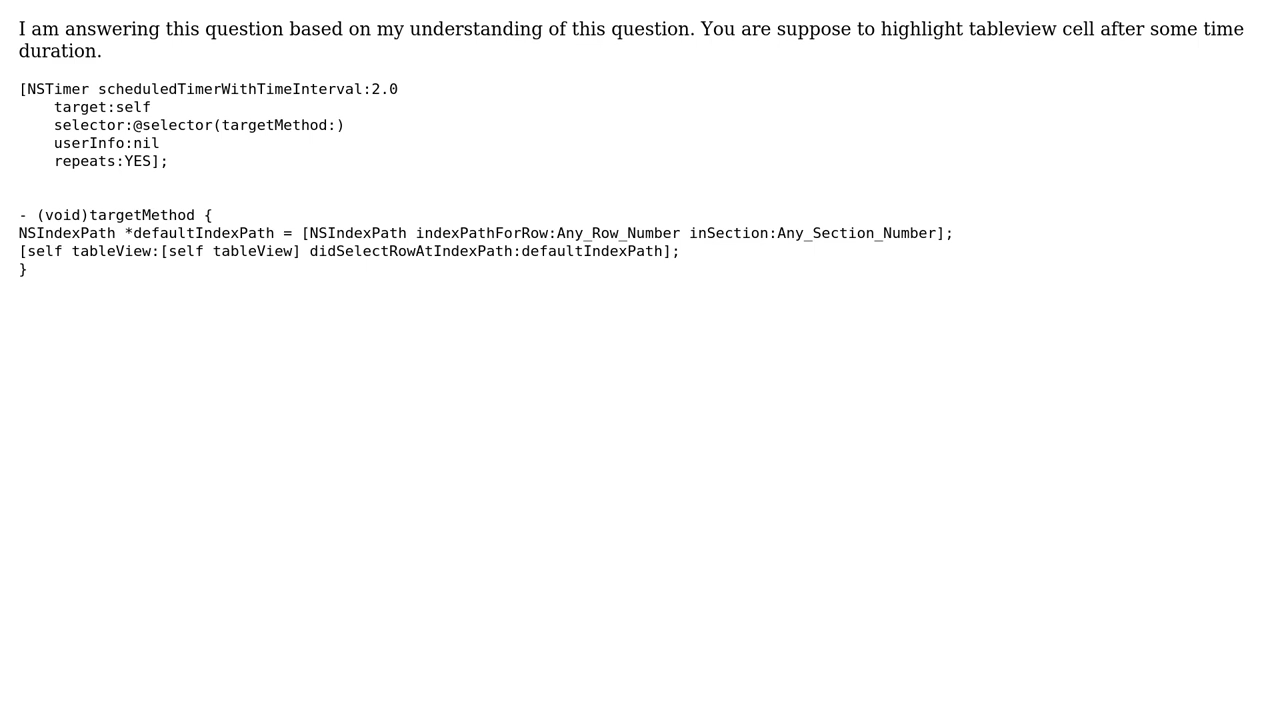 I am answering this question based on my understanding of this question. You are suppose to highlight tableview cell after some time
duration.
[NSTimer scheduledTimerWithTimeInterval:2.0
    target:self
    selector:@selector(targetMethod:)
    userInfo:nil
    repeats:YES];
- (void)targetMethod {
NSIndexPath *defaultIndexPath = [NSIndexPath indexPathForRow:Any_Row_Number inSection:Any_Section_Number];
[self tableView:[self tableView] didSelectRowAtIndexPath:defaultIndexPath];
}